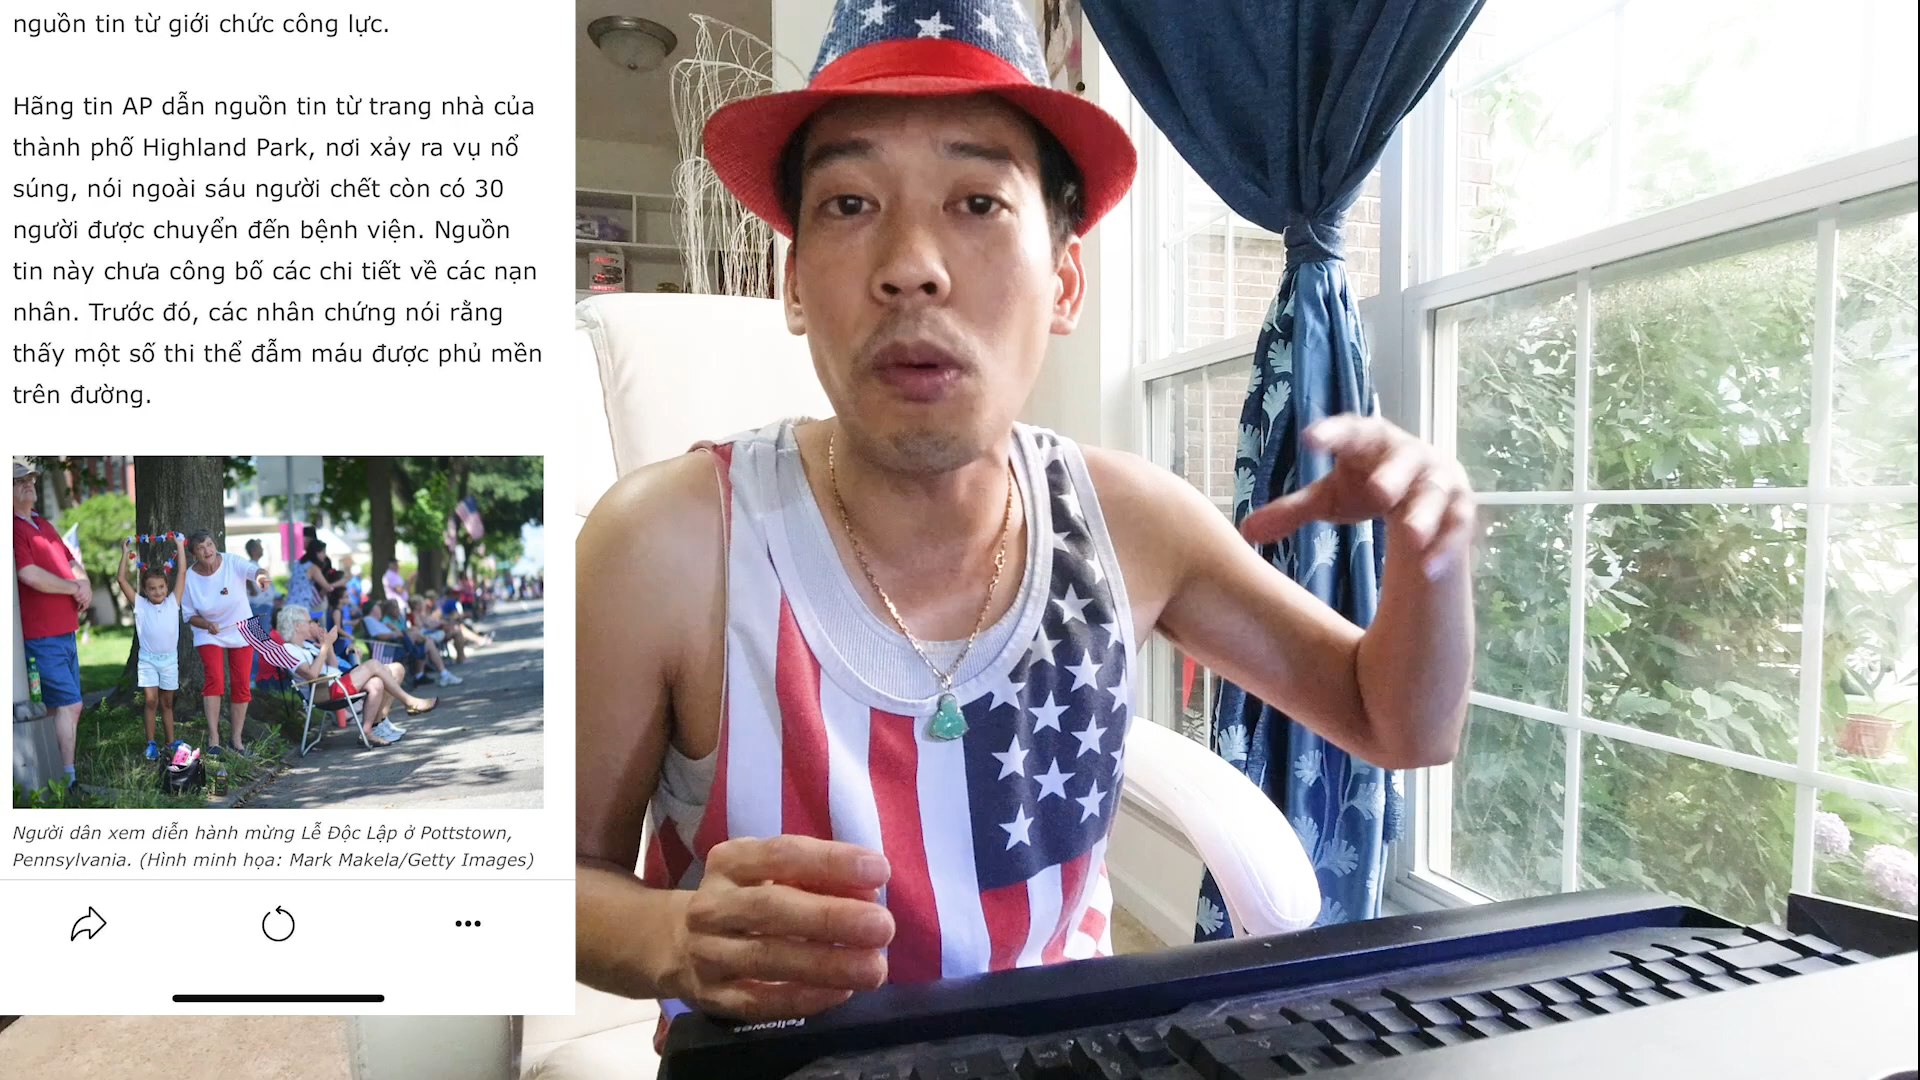 nguồn tin từ giới chức công lực.
Hãng tin AP dẫn nguồn tin từ trang nhà của
thành phố Highland Park, nơi xảy ra vụ nổ
súng, nói ngoài sáu người chết còn có 30
người được chuyển đến bệnh viện. Nguồn
tin này chưa công bố các chi tiết về các nạn
nhân. Trước đó, các nhân chứng nói rằng
thấy một số thi thể đẫm máu được phủ mền
trên đường.
Người dân xem diễn hành mừng Lễ Độc Lập ở Pottstown,
Pennsylvania. (Hình minh họa: Mark Makela/Getty Images)
Fellowes